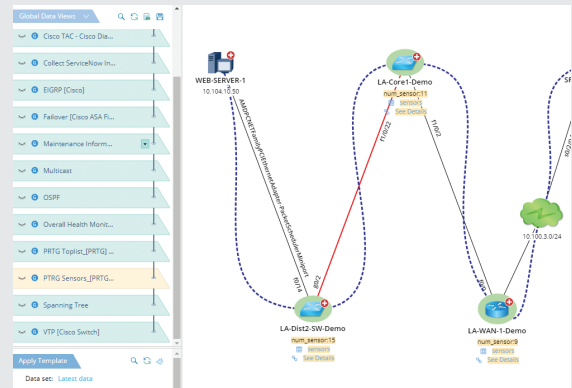 Global Data Views
Cisco TAC - Cisco Dia...
Collect ServiceNow In...
EIGRP [Cisco]
Failover [Cisco ASA Fi...
Maintenance Inform...
Multicast
OSPF
Overall Health Monit...
PRTG Toplist_[PRTG] ...
PTRG Sensors_[PRTG...
Spanning Tree
VTP [Cisco Switch]
Apply Template
Data set: Latest data
WEB-SERVER-1
10.104.10.50
AMDPCNETFamilyPCIEthernetAdapter-PacketSchedulerMiniport
f0/14
LA-Core1-Demo
num_sensor:11
sensors
See Details
f1/0/22
f1/0/2
g0/2
LA-Dist2-SW-Demo
num_sensor:15
sensors
See Details
10.100.3.0/24
LA-WAN-1-Demo
num_sensor:9
sensors
See Details